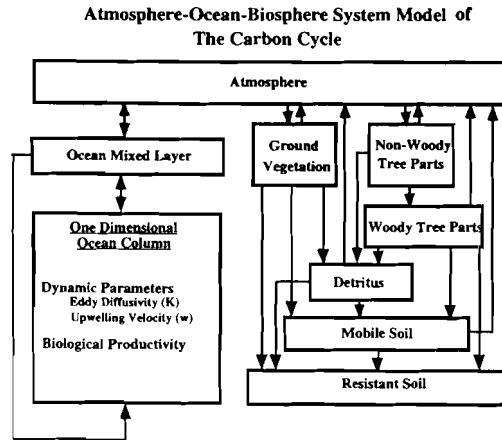 Atmosphere-Ocean-Biosphere System Model of
The Carbon Cycle
Atmosphere
Ocean Mixed Layer
Ground
Vegetation
Non-Woody
Tree Parts
Woody Tree Parts
One Dimensional
Ocean Column
Dynamic Parameters
Eddy Diffusivity (K)
Upwelling Velocity (w)
Biological Productivity
Detritus
Mobile Soil
Resistant Soil